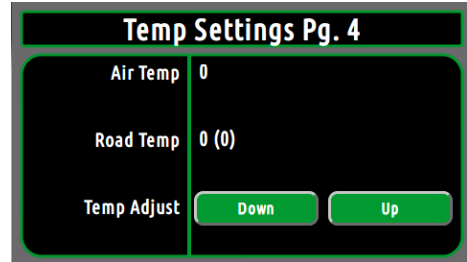 Temp Settings Pg. 4
Air Temp 0
Road Temp 0 (0)
Temp Adjust Down Up